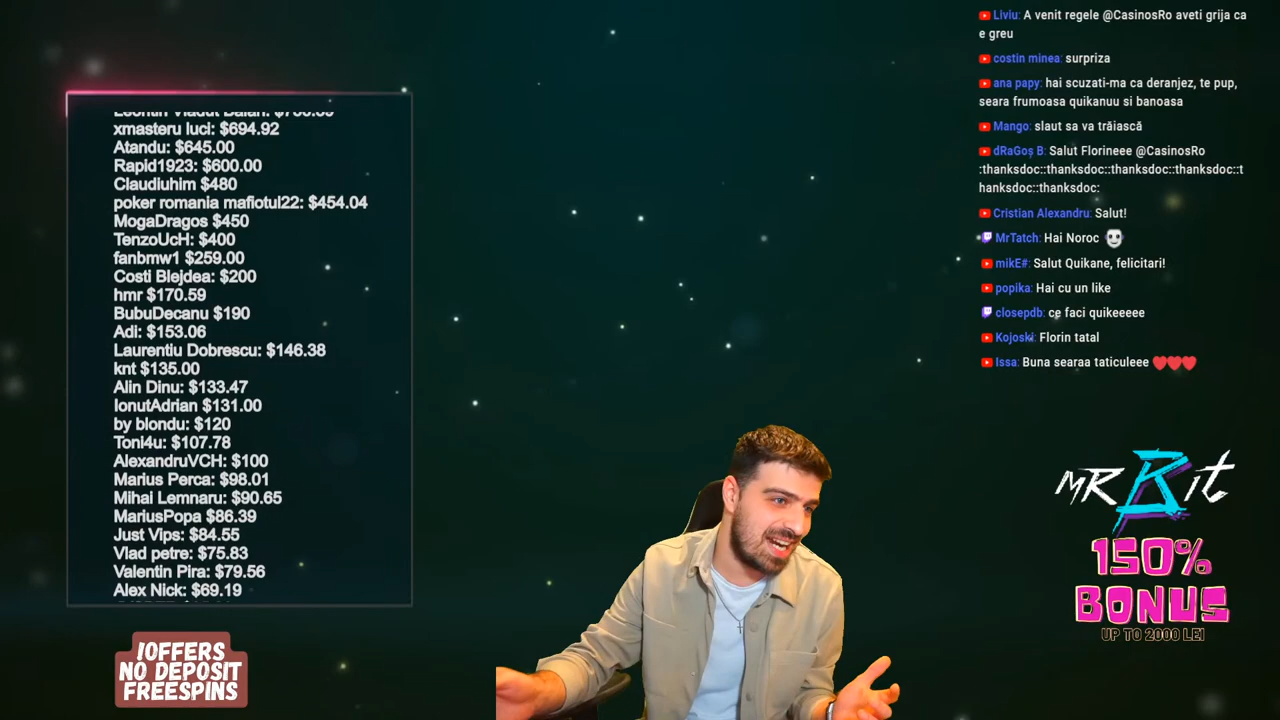 xmasteru luci: $694.92
Atandu: $645.00
Rapid1923: $600.00
Claudiuhim $480
poker romania mafiotul22: $454.04
MogaDragos $450
TenzoUcH: $400
fanbmw1 $259.00
Costi Blejdea: $200
hmr $170.59
BubuDecanu $190
Adi: $153.06
Laurentiu Dobrescu: $146.38
knt $135.00
Alin Dinu: $133.47
IonutAdrian $131.00
by blondu: $120
Toni4u: $107.78
AlexandruVCH: $100
Marius Perca: $98.01
Mihai Lemnaru: $90.65
MariusPopa $86.39
Just Vips: $84.55
Vlad petre: $75.83
Valentin Pira: $79.56
Alex Nick: $69.19
!OFFERS
NO DEPOSIT
FREESPINS
Liviu: A venit regele @CasinosRo aveti grija ca
e greu
costin minea: surpriza
ana papy: hai scuzati-ma ca deranjez, te pup,
seara frumoasa quikanuu si banoasa
Mango: slaut sa va trăiască
dRaGoș B: Salut Florineee @CasinosRo
:thanksdoc::thanksdoc::thanksdoc::thanksdoc::t
hanksdoc::thanksdoc:
Cristian Alexandru: Salut!
MrTatch: Hai Noroc
mikE#: Salut Quikane, felicitari!
popika: Hai cu un like
closepdb: ce faci quikeeeee
Kojoski: Florin tatal
Issa: Buna searaa taticuleee
MR Bit
150%
BONUS
UP TO 2000 LEI